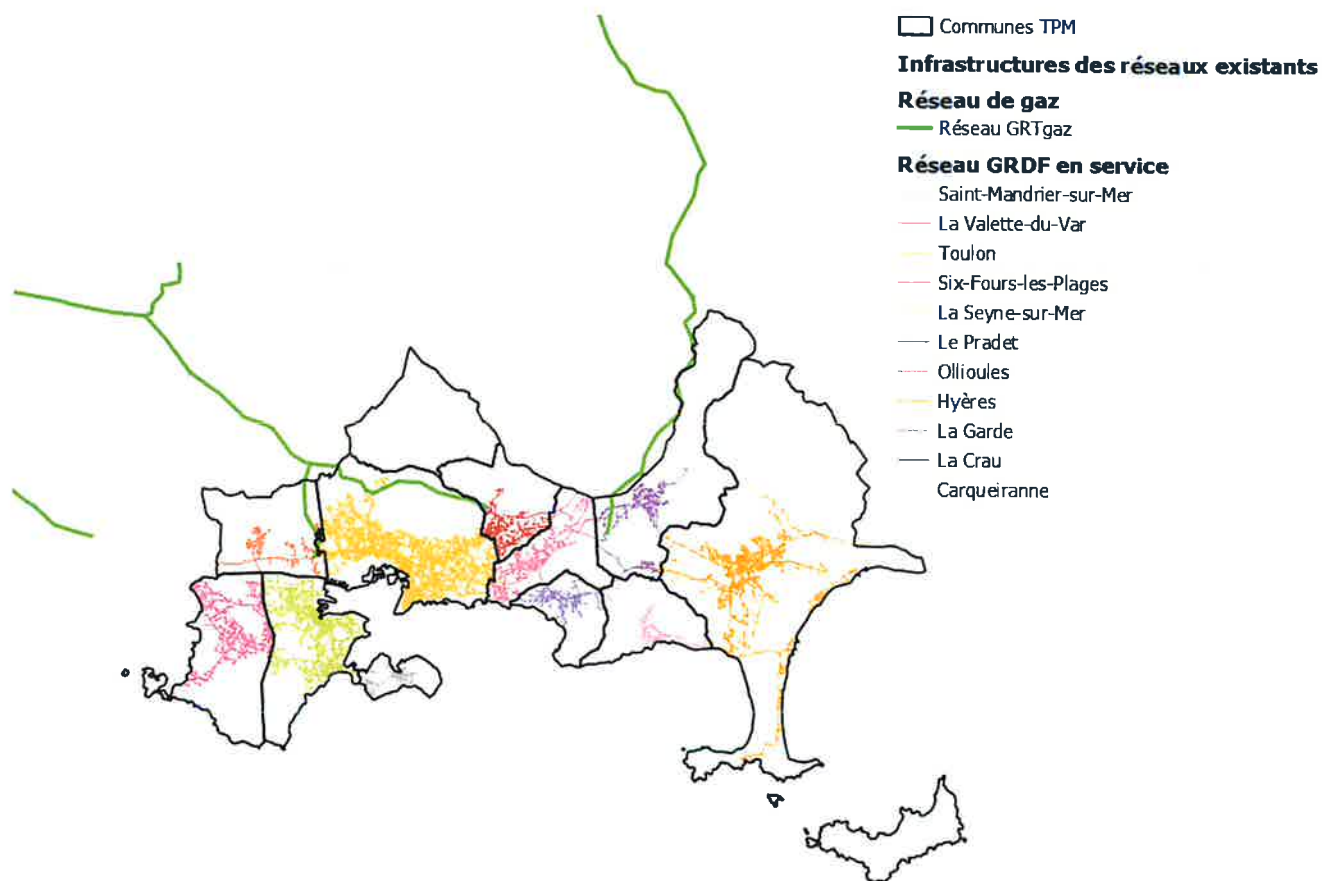 Communes TPM
Infrastructures des réseaux existants
Réseau de gaz
Réseau GRTgaz
Réseau GRDF en service
Saint-Mandrier-sur-Mer
La Valette-du-Var
Toulon
Six-Fours-les-Plages
La Seyne-sur-Mer
Le Pradet
Ollioules
Hyères
La Garde
La Crau
Carqueiranne